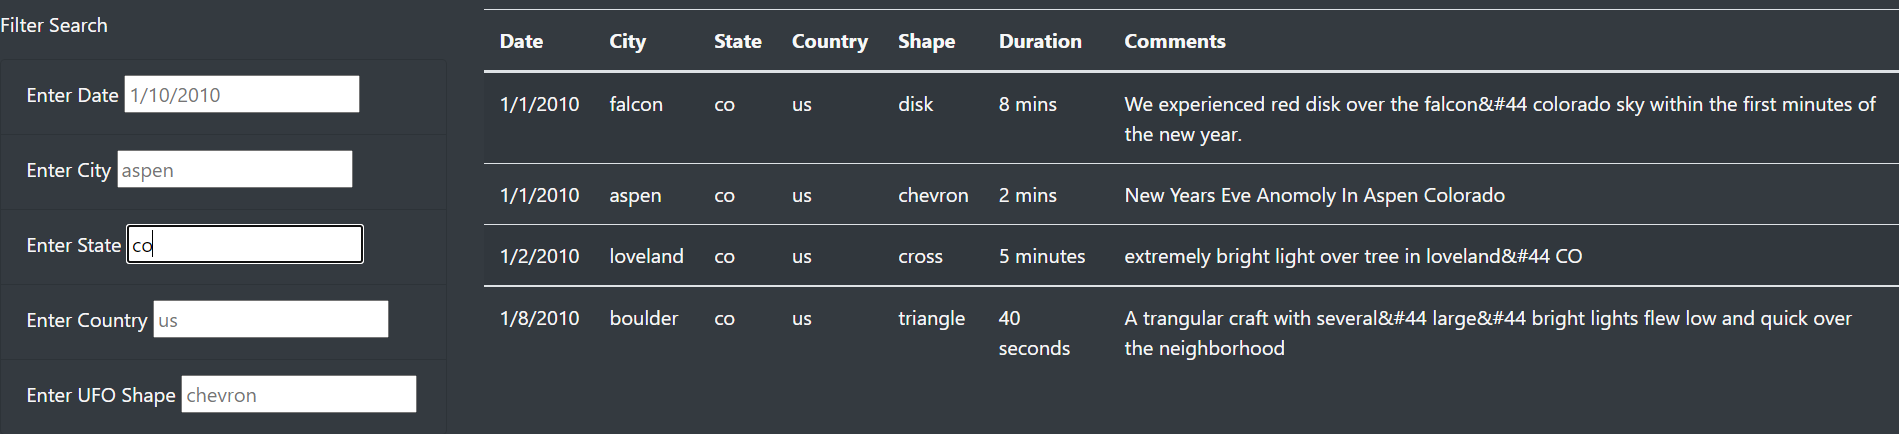 Filter Search
Enter Date 1/10/2010
Enter City aspen
Enter State co
Enter Country us
Enter UFO Shape chevron
Date City State Country Shape Duration Comments
1/1/2010 falcon co us disk 8 mins We experienced red disk over the falcon&#44 colorado sky within the first minutes of
the new year.
1/1/2010 aspen co us chevron 2 mins New Years Eve Anomoly In Aspen Colorado
1/2/2010 loveland co us cross 5 minutes extremely bright light over tree in loveland&#44 CO
1/8/2010 boulder co us triangle 40 A trangular craft with several&#44 large&#44 bright lights flew low and quick over
seconds the neighborhood